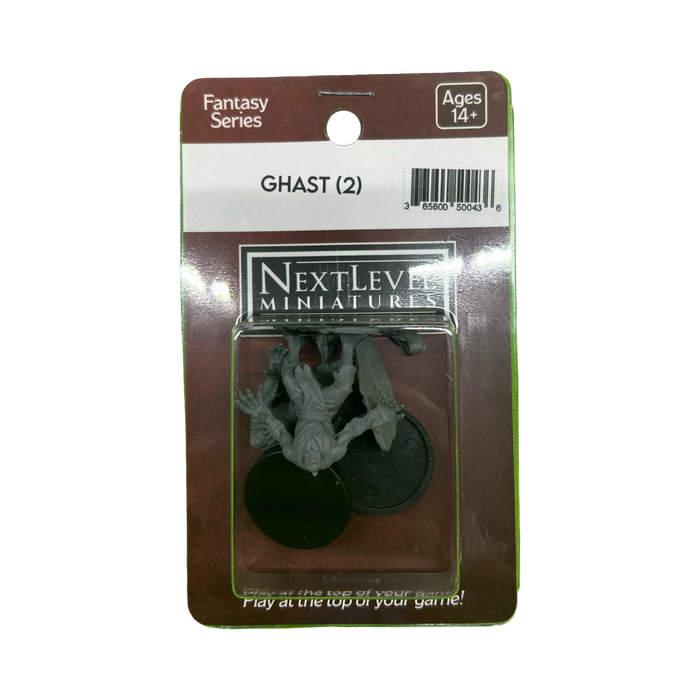 Fantasy
Series
Ages
14+
GHAST (2)
3 65600 50043 6
NEXTLEVEL
MINIATURES
Play at the top of your game!